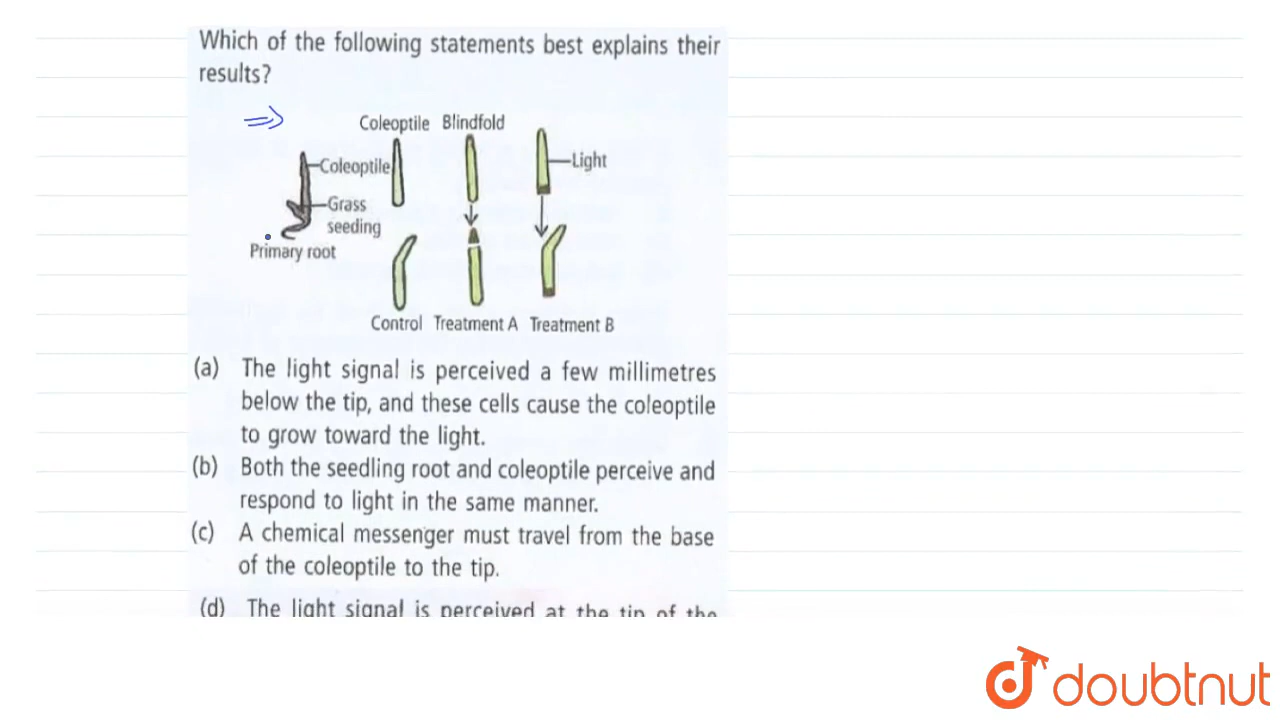 Which of the following statements best explains their
results?
Coleoptile Blindfold
Coleoptile
Light
Grass
seeding
Primary root
Control Treatment A Treatment B
(a) The light signal is perceived a few millimetres
below the tip, and these cells cause the coleoptile
to grow toward the light.
(b) Both the seedling root and coleoptile perceive and
respond to light in the same manner.
(c) A chemical messenger must travel from the base
of the coleoptile to the tip.
(d) The light signal is perceived at the tip of the
doubtnut